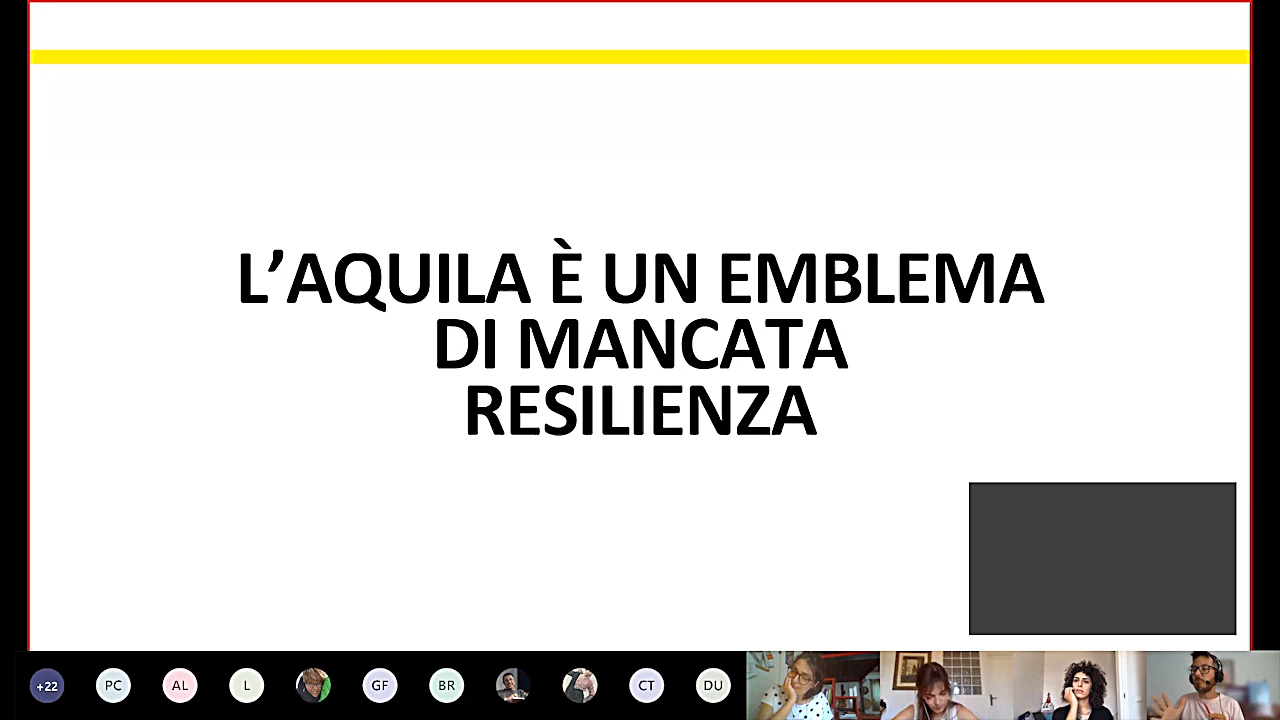 L’AQUILA È UN EMBLEMA
DI MANCATA
RESILIENZA
+22 PC AL L GF BR CT DU